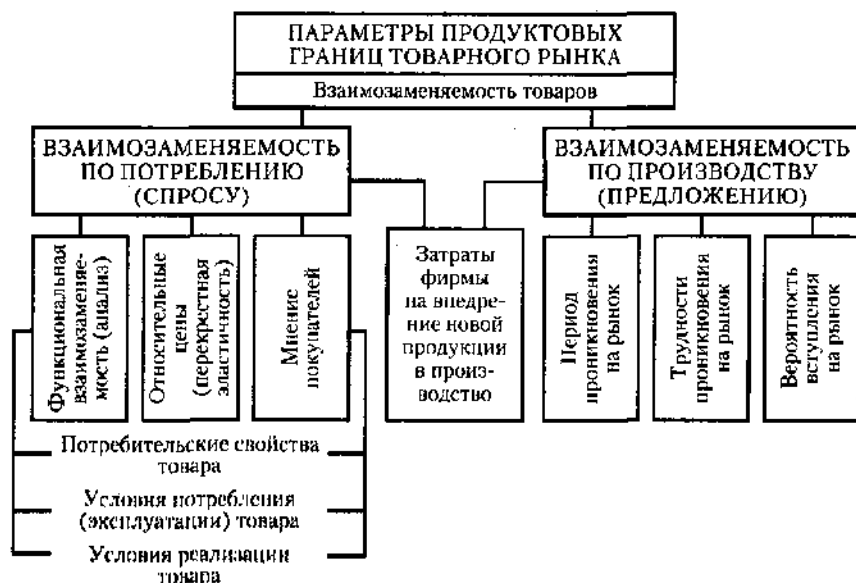 ПАРАМЕТРЫ ПРОДУКТОВЫХ
ГРАНИЦ ТОВАРНОГО РЫНКА
Взаимозаменяемость товаров
ВЗАИМОЗАМЕНЯЕМОСТЬ
ПО ПОТРЕБЛЕНИЮ
(СПРОСУ)
ВЗАИМОЗАМЕНЯЕМОСТЬ
ПО ПРОИЗВОДСТВУ
(ПРЕДЛОЖЕНИЮ)
Функциональная
взаимозаменяе-
мость (анализ)
Относительные
цены
(перекрестная
эластичность)
Мнение
покупателей
Затраты
фирмы
на внедре-
ние новой
продукции
в произ-
водство
Период
проникновения
на рынок
Трудности
проникновения
на рынок
Вероятность
вступления
на рынок
Потребительские свойства
товара
Условия потребления
(эксплуатации) товара
Условия реализации
товара